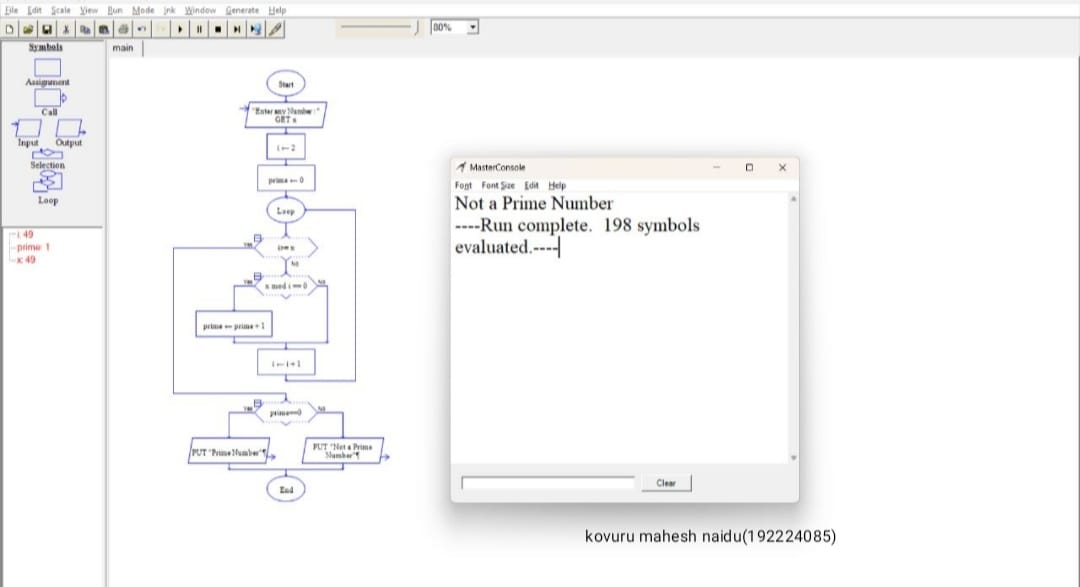 File Edit Scale View Run Mode Ink Window Generate Help
80%
Symbols
Assignment
Call
Input Output
Selection
Loop
i: 49
prime: 1
x: 49
main
Start
"Enter any Number:"
GET x
i ← 2
prime ← 0
Loop
Yes
No
Yes
x mod i == 0
No
prime ← prime + 1
i ← i + 1
Yes
prime==0
No
PUT "Prime Number"¶
PUT "Not a Prime
Number"¶
End
MasterConsole
Font Font Size Edit Help
Not a Prime Number
----Run complete. 198 symbols
evaluated.----
Clear
kovuru mahesh naidu(192224085)